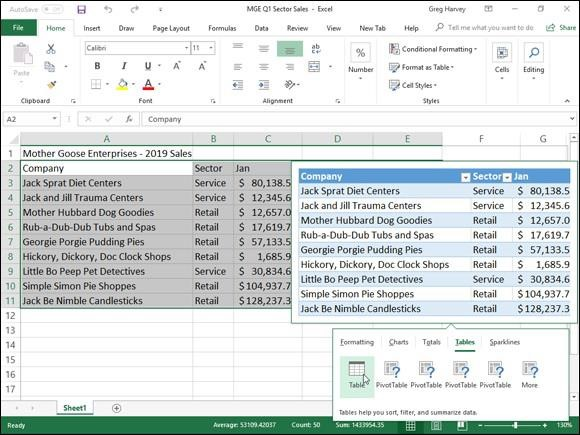 AutoSave Off MGE Q1 Sector Sales - Excel Greg Harvey
File Home Insert Draw Page Layout Formulas Data Review View Help Tell me Share
Paste Calibri 11 ab Number Conditional Formatting Cells Editing
B I U A A Format as Table
A Cell Styles
Clipboard Font Alignment Styles
A2 fx Company
A B C D E F G
1 Mother Goose Enterprises - 2019 Sales
2 Company Sector Jan
3 Jack Sprat Diet Centers Service $ 80,138.5
4 Jack and Jill Trauma Centers Service $ 12,345.6
5 Mother Hubbard Dog Goodies Retail $ 12,657.0
6 Rub-a-Dub-Dub Tubs and Spas Retail $ 17,619.7
7 Georgie Porgie Pudding Pies Retail $ 57,133.5
8 Hickory, Dickory, Doc Clock Shops Retail $ 1,685.9
9 Little Bo Peep Pet Detectives Service $ 30,834.6
10 Simple Simon Pie Shoppes Retail $104,937.7
11 Jack Be Nimble Candlesticks Retail $128,237.3
12
13
14
15
16
17
Company Sector Jan
Jack Sprat Diet Centers Service $ 80,138.5
Jack and Jill Trauma Centers Service $ 12,345.6
Mother Hubbard Dog Goodies Retail $ 12,657.0
Rub-a-Dub-Dub Tubs and Spas Retail $ 17,619.7
Georgie Porgie Pudding Pies Retail $ 57,133.5
Hickory, Dickory, Doc Clock Shops Retail $ 1,685.9
Little Bo Peep Pet Detectives Service $ 30,834.6
Simple Simon Pie Shoppes Retail $104,937.7
Jack Be Nimble Candlesticks Retail $128,237.3
Formatting Charts Totals Tables Sparklines
Table PivotTable PivotTable PivotTable PivotTable More
Tables help you sort, filter, and summarize data.
Sheet1
Ready Average: 53109.42037 Count: 50 Sum: 1433954.35 130%